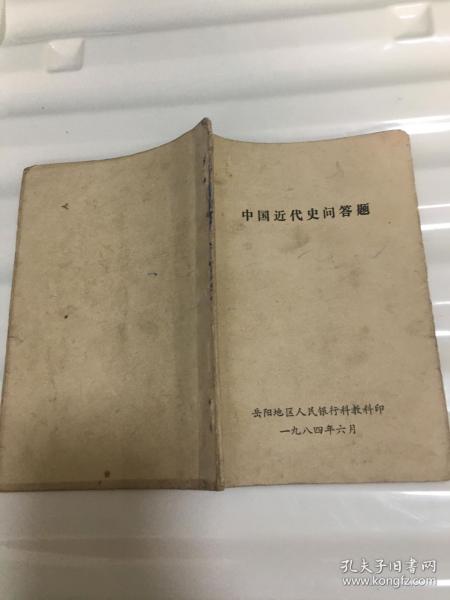 中国近代史问答题
岳阳地区人民银行科教科印
一九八四年六月
孔夫子旧书网
www.kongfz.com